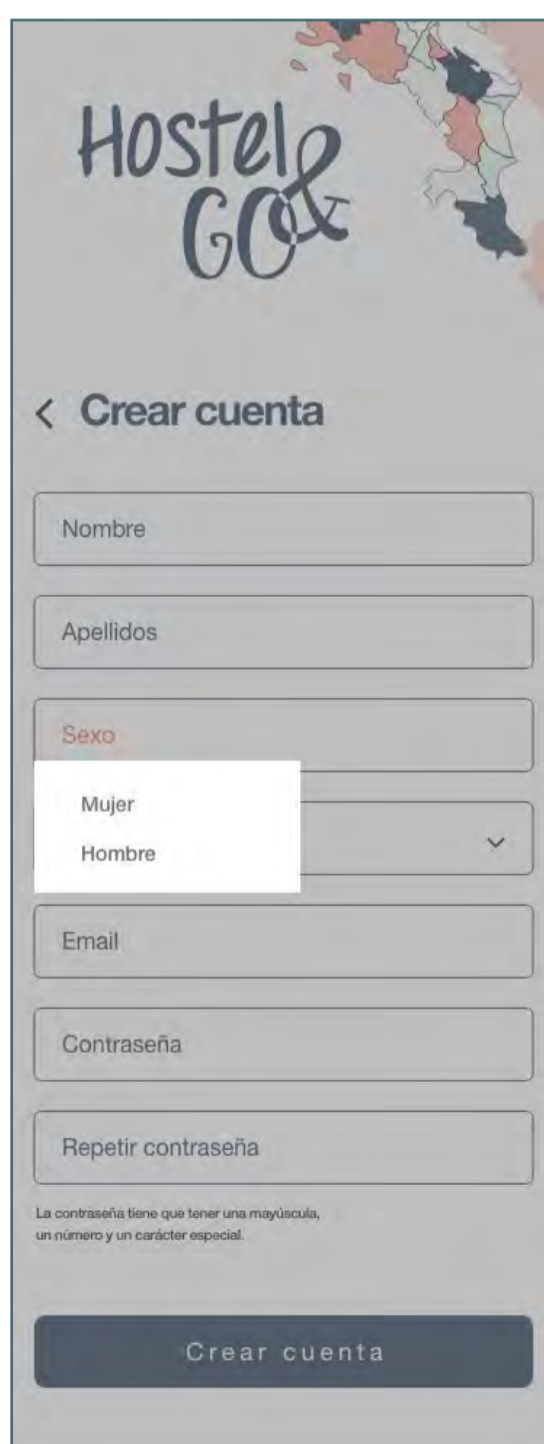 Hostel &
GO
Crear cuenta
Nombre
Apellidos
Sexo
Mujer
Hombre
Email
Contraseña
Repetir contraseña
La contraseña tiene que tener una mayúscula,
un número y un carácter especial.
Crear cuenta